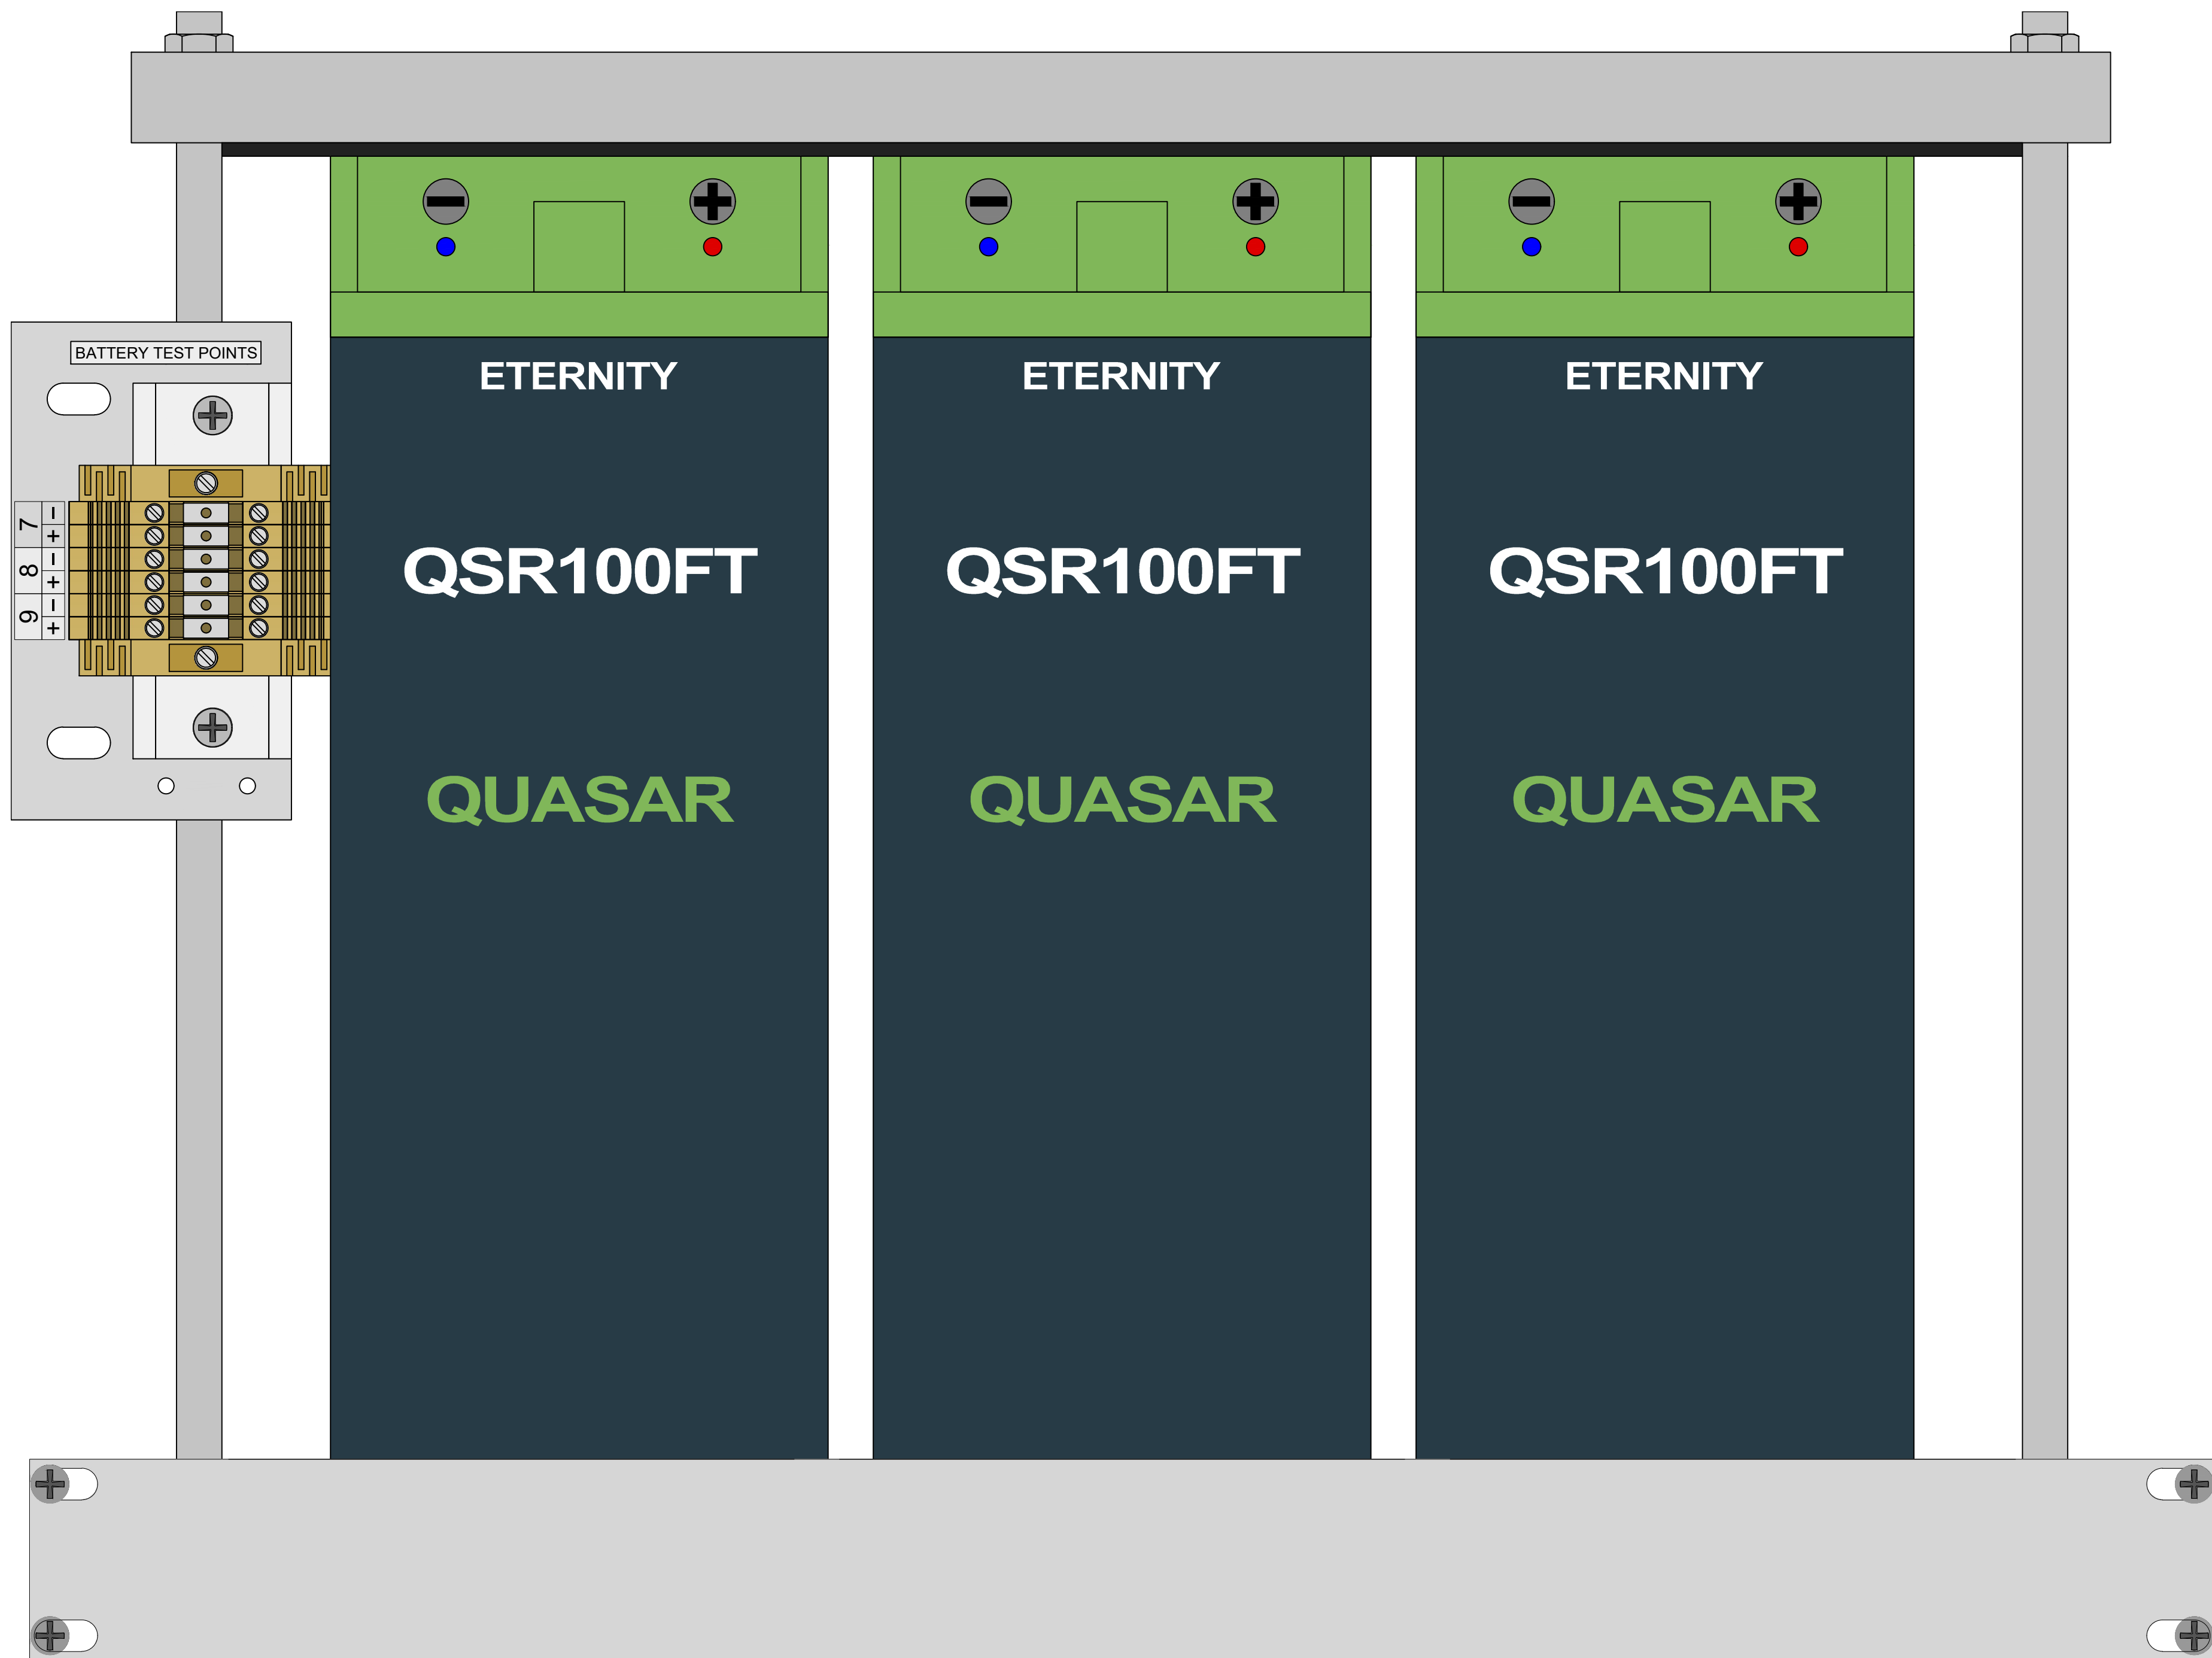 BATTERY TEST POINTS
ETERNITY ETERNITY ETERNITY
7 - +
8 - +
9 - +
QSR100FT QSR100FT QSR100FT
QUASAR QUASAR QUASAR